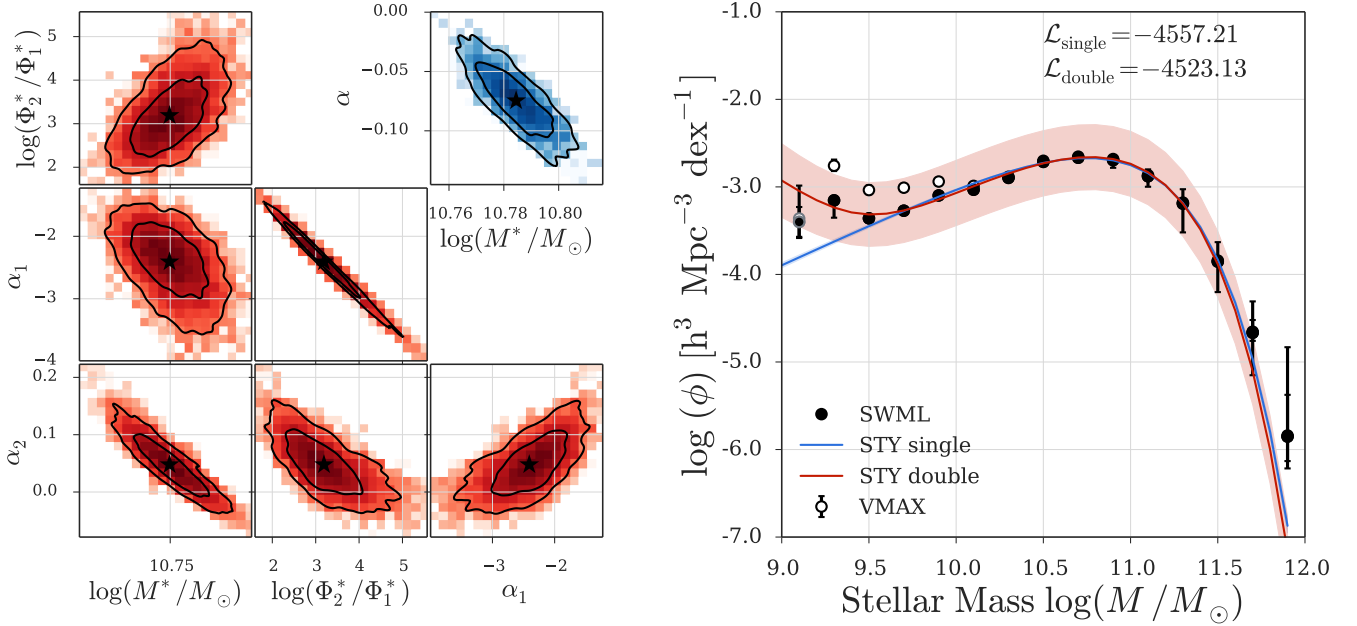 5
4
3
2
log(Φ₂*/Φ₁*)
0.00
−0.05
−0.10
α
10.76 10.78 10.80
log(M*/M⊙)
−2
−3
−4
α₁
0.2
0.1
0.0
α₂
10.75
log(M*/M⊙)
2 3 4 5
log(Φ₂*/Φ₁*)
−3 −2
α₁
-1.0
-2.0
-3.0
-4.0
-5.0
-6.0
-7.0
log (ϕ) [h³ Mpc⁻³ dex⁻¹]
ℒsingle=−4557.21
ℒdouble=−4523.13
SWML
STY single
STY double
VMAX
9.0 9.5 10.0 10.5 11.0 11.5 12.0
Stellar Mass log(M/M⊙)